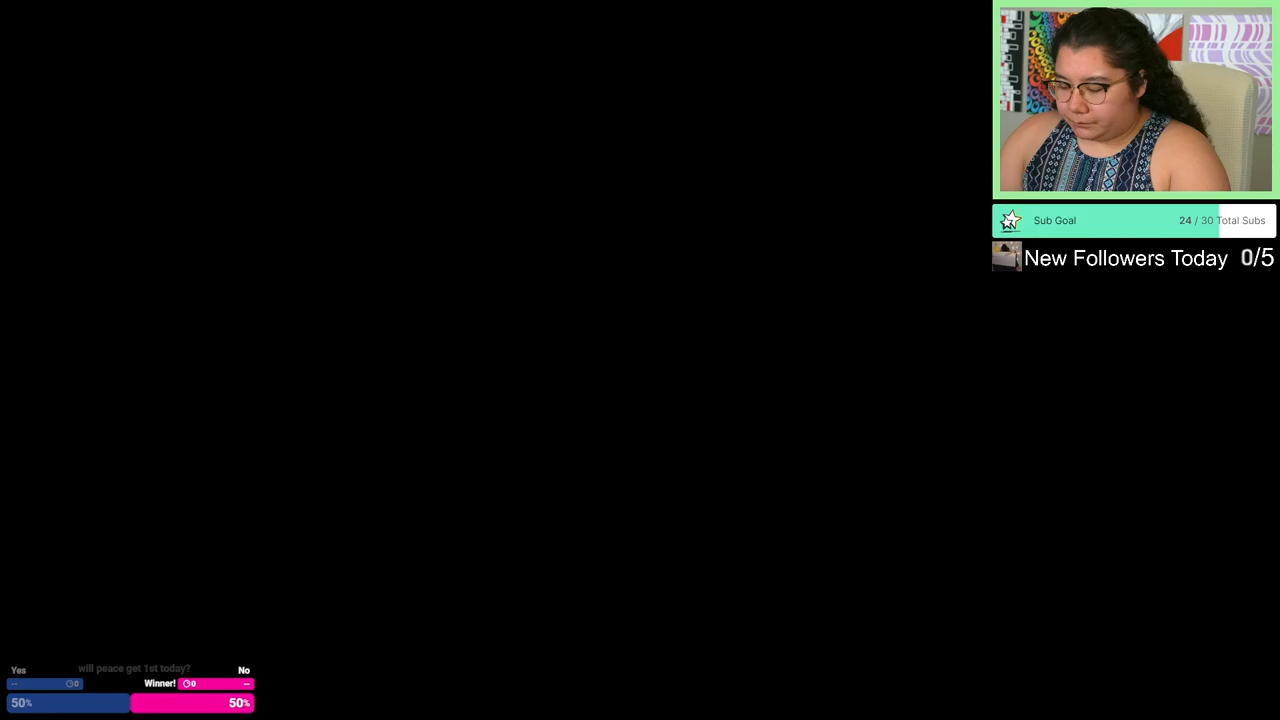 Sub Goal 24 / 30 Total Subs
New Followers Today 0/5
will peace get 1st today?
Yes No
-- 0 Winner! 0 --
50% 50%